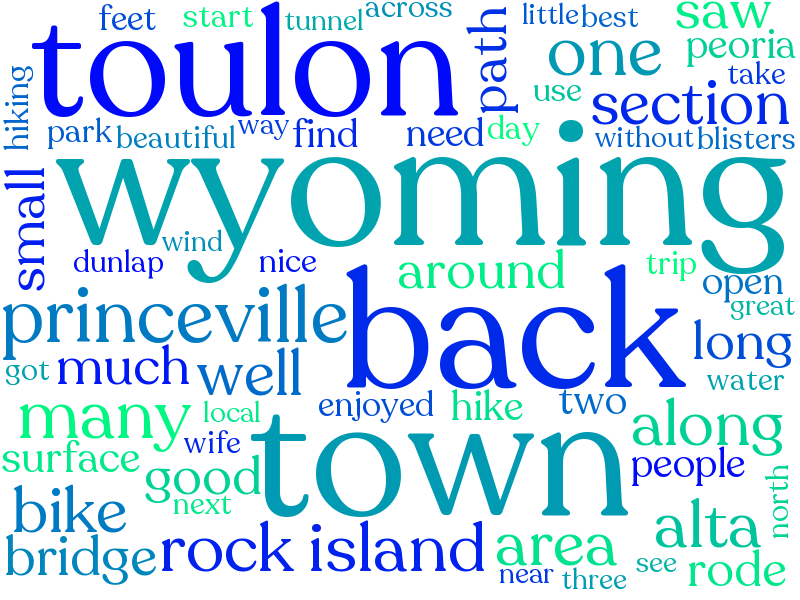 feet
start
tunnel
across
little
best
saw
toulon
path
one
peoria
take
hiking
use
section
park
beautiful
way
find
need
day
without
blisters
wyoming
small
wind
dunlap
nice
around
trip
open
great
princeville
back
long
got
much
well
water
many
local
enjoyed
hike
two
along
wife
town
surface
good
people
next
north
bike
alta
bridge
rock island
area
see
rode
near
three